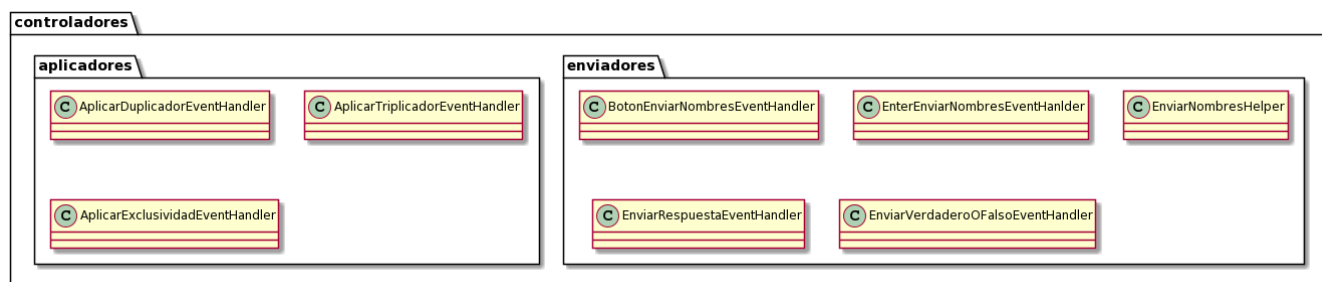 controladores
aplicadores
enviadores
C AplicarDuplicadorEventHandler
C AplicarTriplicadorEventHandler
C BotonEnviarNombresEventHandler
C EnterEnviarNombresEventHanlder
C EnviarNombresHelper
C AplicarExclusividadEventHandler
C EnviarRespuestaEventHandler
C EnviarVerdaderoOFalsoEventHandler